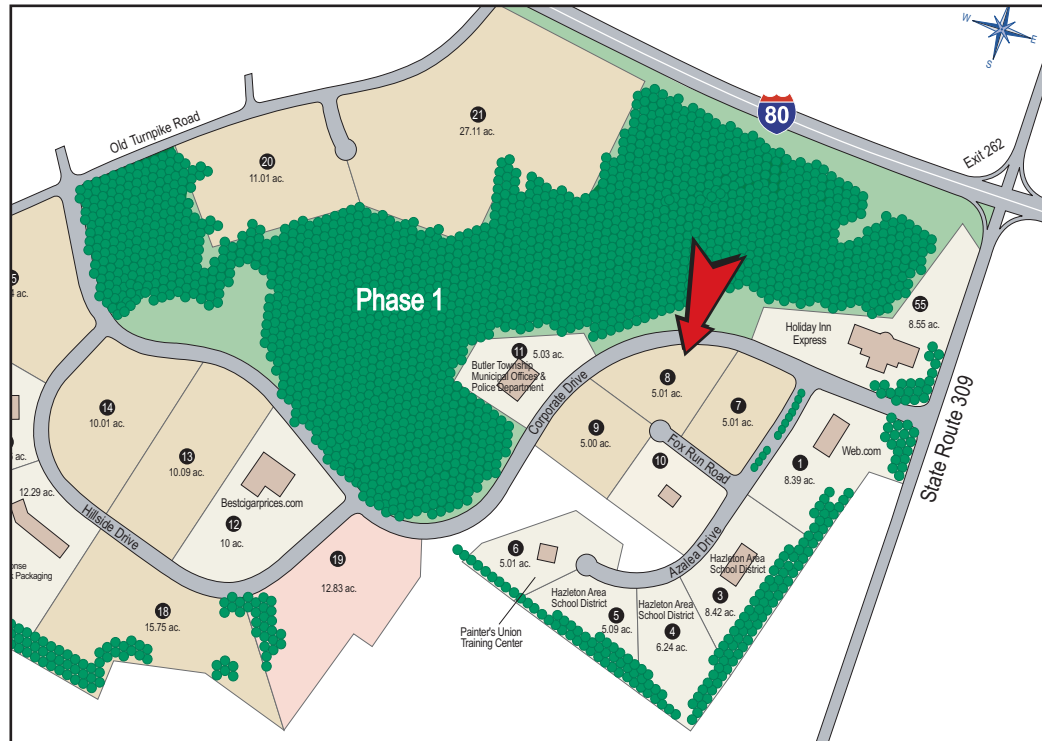 W
E
S
80
Exit 262
Old Turnpike Road
21
27.11 ac.
20
11.01 ac.
Phase 1
55
8.55 ac.
Holiday Inn
Express
11
5.03 ac.
Butler Township
Municipal Offices &
Police Department
Corporate Drive
8
5.01 ac.
7
5.01 ac.
9
5.00 ac.
10
Fox Run Road
1
8.39 ac.
Web.com
State Route 309
14
10.01 ac.
13
10.09 ac.
Bestcigarprices.com
12
10 ac.
12.29 ac.
Hillside Drive
Packaging
18
15.75 ac.
19
12.83 ac.
6
5.01 ac.
Painter's Union
Training Center
Azalea Drive
Hazleton Area
School District
5
5.09 ac.
Hazleton Area
School District
4
6.24 ac.
Hazleton Area
School District
3
8.42 ac.